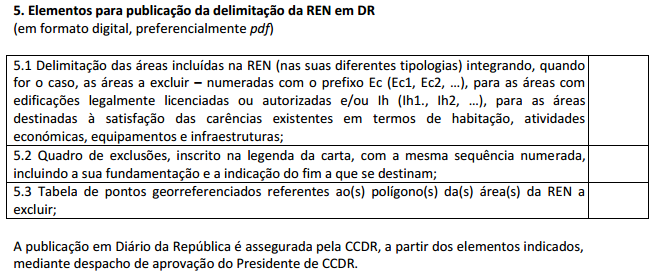 5. Elementos para publicação da delimitação da REN em DR
(em formato digital, preferencialmente pdf)
5.1 Delimitação das áreas incluídas na REN (nas suas diferentes tipologias) integrando, quando
for o caso, as áreas a excluir – numeradas com o prefixo Ec (Ec1, Ec2, …), para as áreas com
edificações legalmente licenciadas ou autorizadas e/ou Ih (Ih1., Ih2, …), para as áreas
destinadas à satisfação das carências existentes em termos de habitação, atividades
económicas, equipamentos e infraestruturas;
5.2 Quadro de exclusões, inscrito na legenda da carta, com a mesma sequência numerada,
incluindo a sua fundamentação e a indicação do fim a que se destinam;
5.3 Tabela de pontos georreferenciados referentes ao(s) polígono(s) da(s) área(s) da REN a
excluir;
A publicação em Diário da República é assegurada pela CCDR, a partir dos elementos indicados,
mediante despacho de aprovação do Presidente de CCDR.